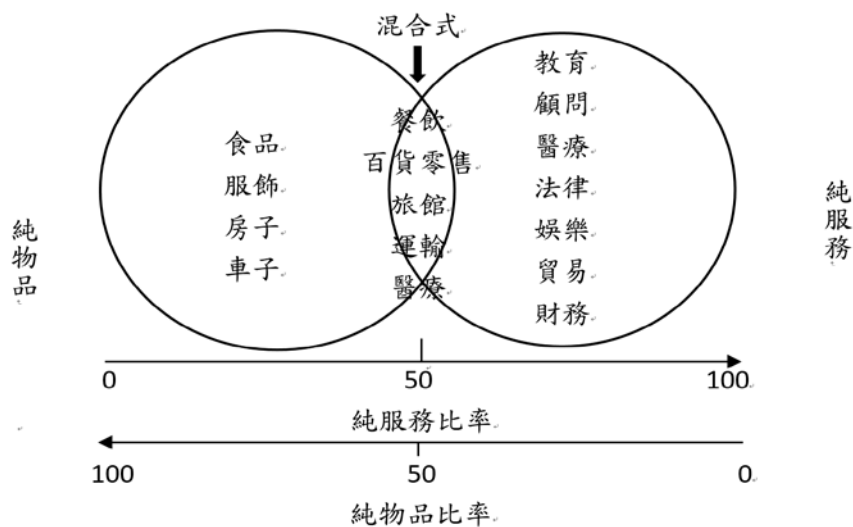 混合式
教育
顧問
醫療
法律
娛樂
貿易
財務
餐飲
百貨零售
旅館
運輸
醫療
食品
服飾
房子
車子
純物品
純服務
0 50 100
純服務比率
100 50 0
純物品比率